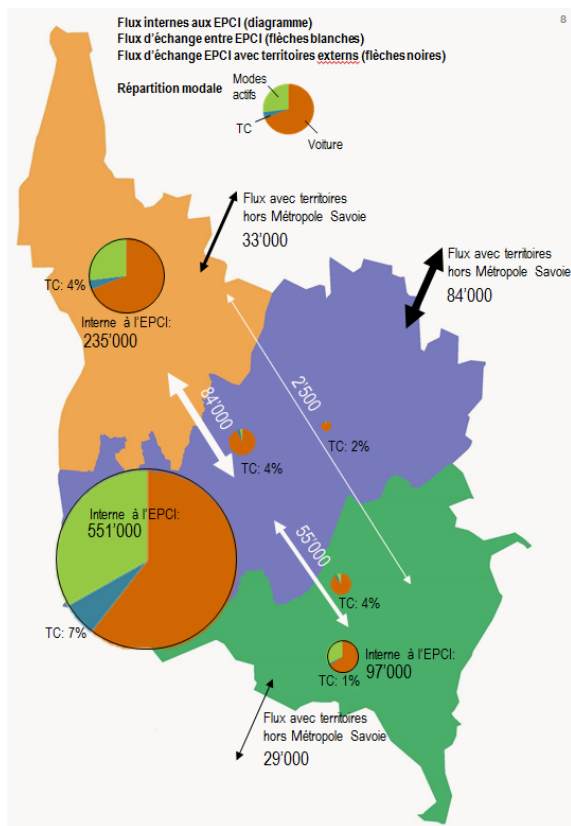 8
Flux internes aux EPCI (diagramme)
Flux d'échange entre EPCI (flèches blanches)
Flux d'échange EPCI avec territoires externs (flèches noires)
Répartition modale
Modes
actifs
TC
Voiture
Flux avec territoires
hors Métropole Savoie
33'000
Flux avec territoires
hors Métropole Savoie
84'000
TC: 4%
Interne à l'EPCI:
235'000
84'000
2'500
TC: 4%
TC: 2%
Interne à l'EPCI:
551'000
TC: 7%
55'000
TC: 4%
Interne à l'EPCI:
97'000
TC: 1%
Flux avec territoires
hors Métropole Savoie
29'000